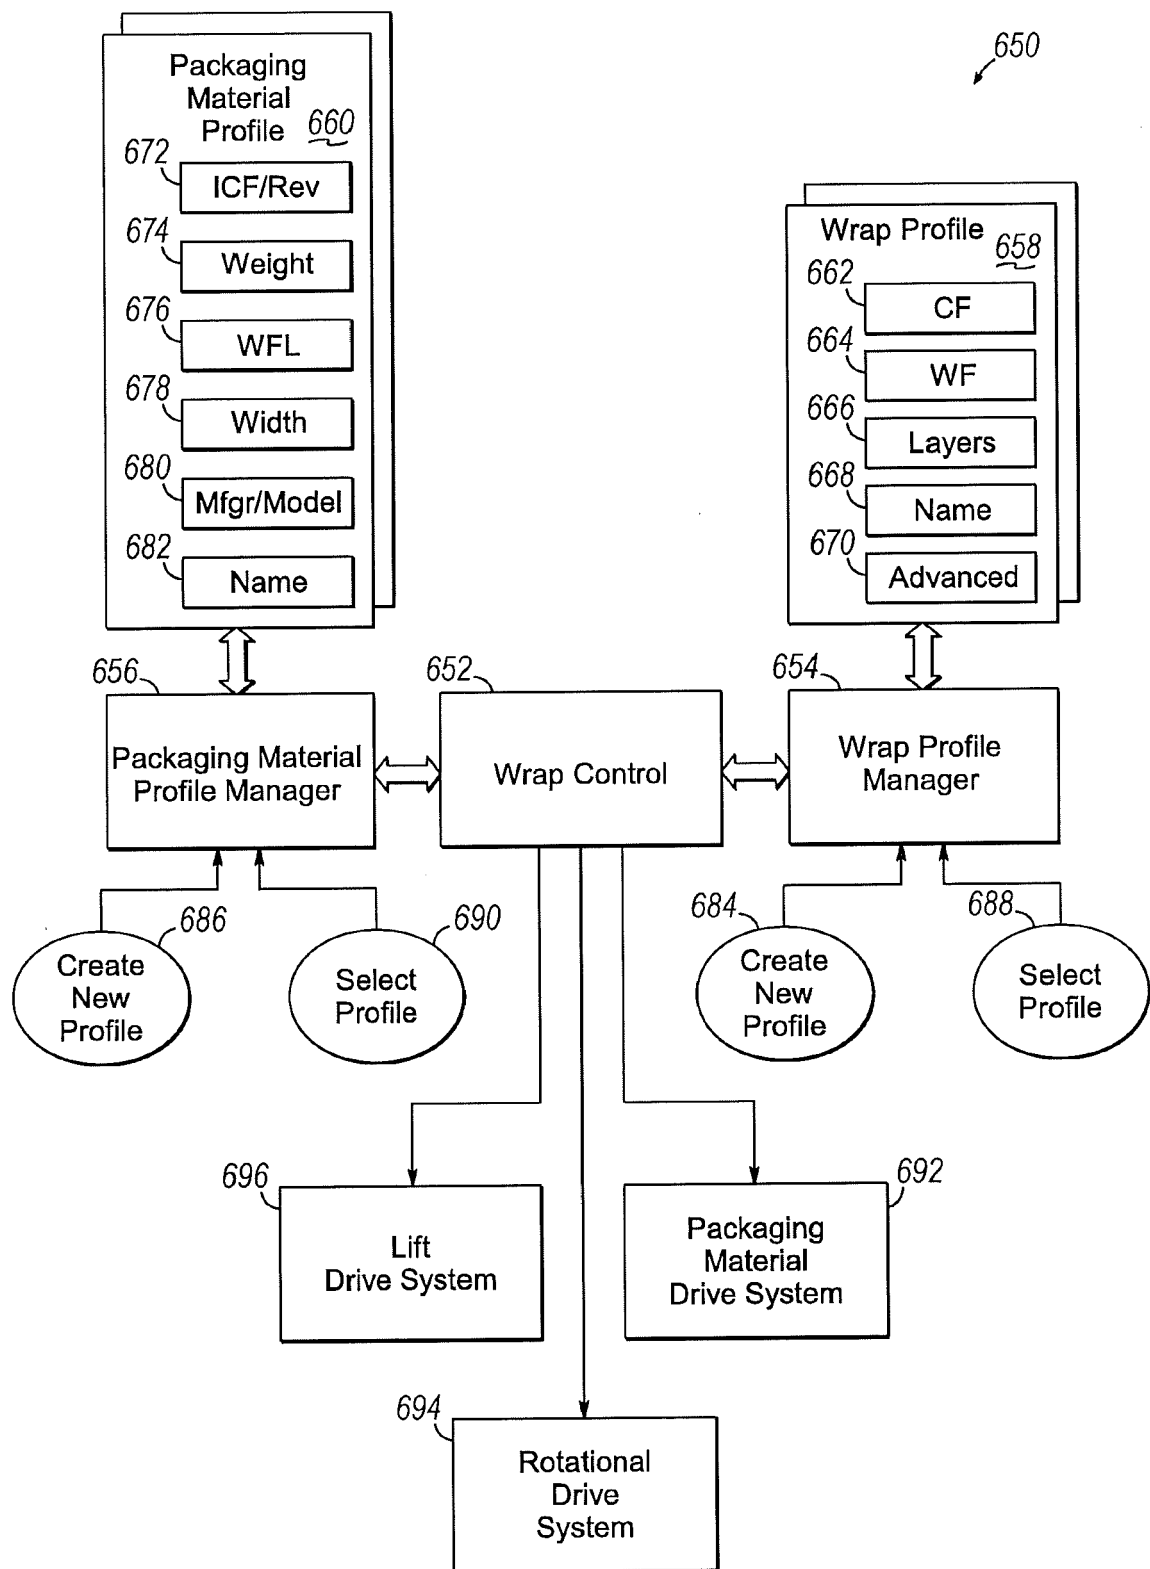 650
Packaging
Material
Profile
660
672
ICF/Rev
674
Weight
676
WFL
678
Width
680
Mfgr/Model
682
Name
Wrap Profile
658
662
CF
664
WF
666
Layers
668
Name
670
Advanced
656
Packaging Material
Profile Manager
652
Wrap Control
654
Wrap Profile
Manager
686
Create
New
Profile
690
Select
Profile
684
Create
New
Profile
688
Select
Profile
696
Lift
Drive System
692
Packaging
Material
Drive System
694
Rotational
Drive
System